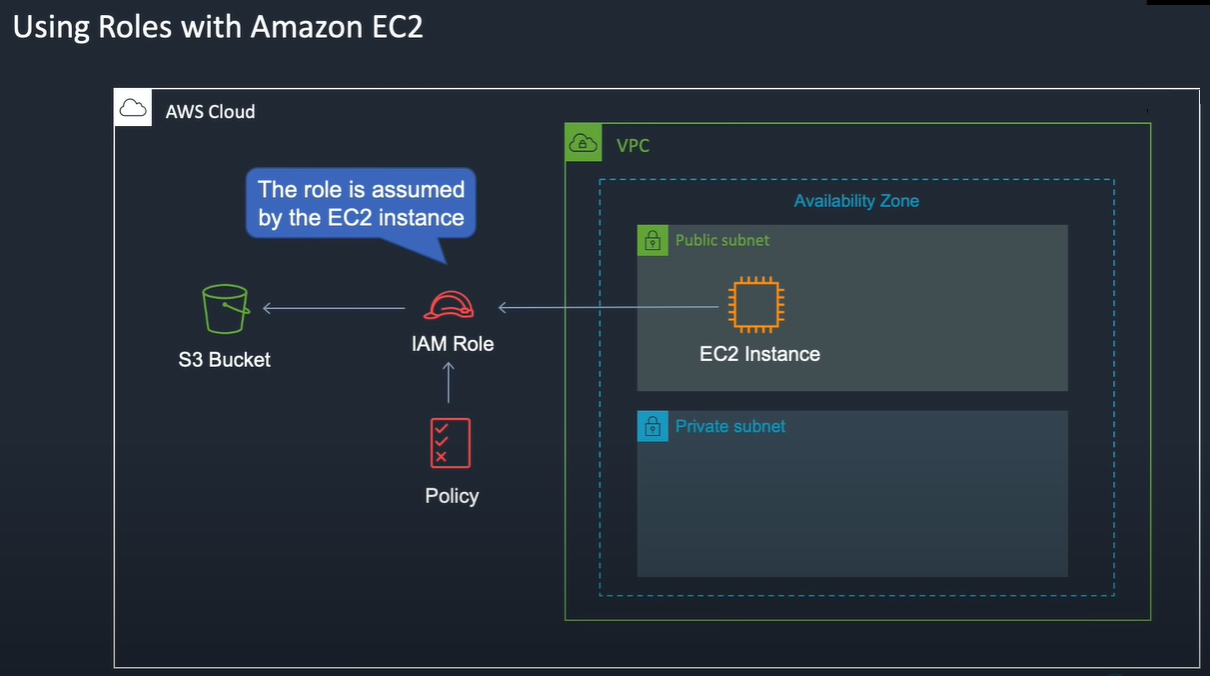 Using Roles with Amazon EC2
AWS Cloud
VPC
The role is assumed
by the EC2 instance
Availability Zone
Public subnet
S3 Bucket
IAM Role
EC2 Instance
Private subnet
Policy